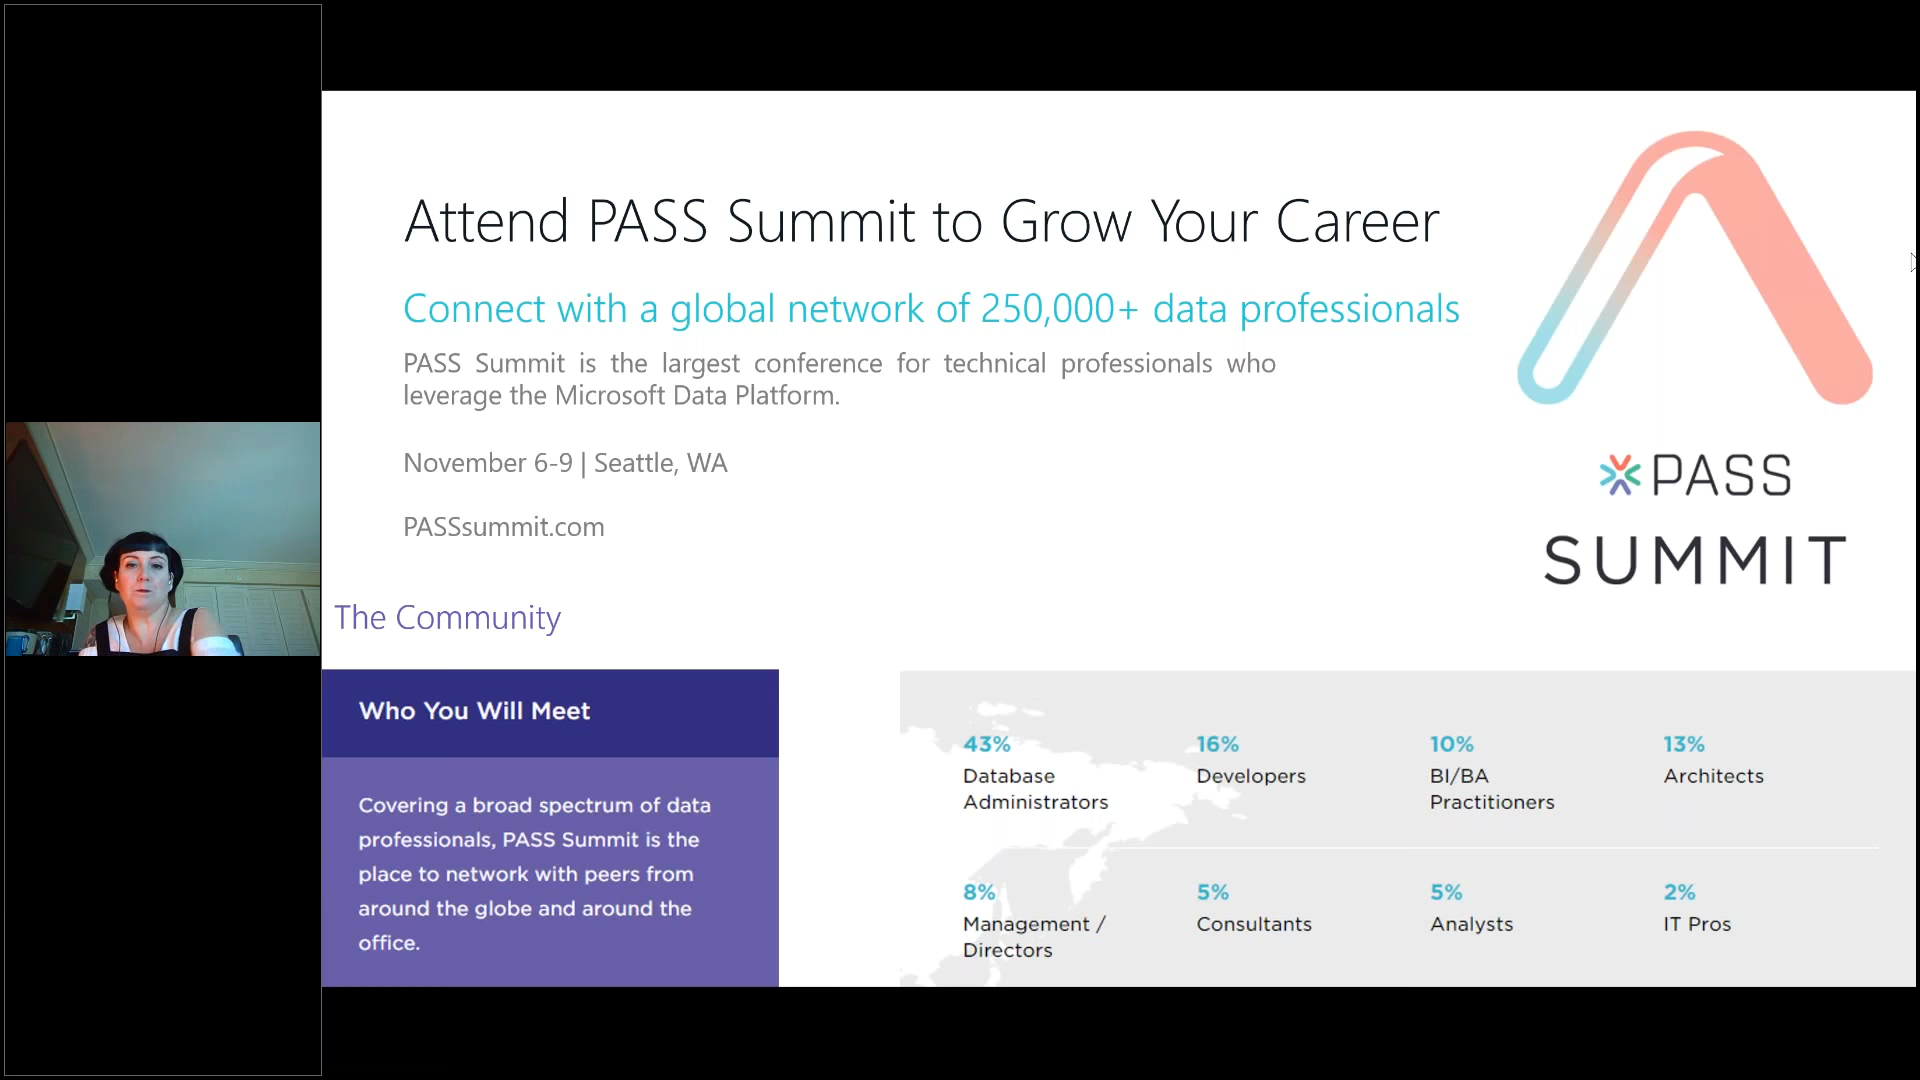 Attend PASS Summit to Grow Your Career
Connect with a global network of 250,000+ data professionals
PASS Summit is the largest conference for technical professionals who
leverage the Microsoft Data Platform.
November 6-9 | Seattle, WA
PASSsummit.com
PASS
SUMMIT
The Community
Who You Will Meet
Covering a broad spectrum of data
professionals, PASS Summit is the
place to network with peers from
around the globe and around the
office.
43%
Database
Administrators
16%
Developers
10%
BI/BA
Practitioners
13%
Architects
8%
Management /
Directors
5%
Consultants
5%
Analysts
2%
IT Pros